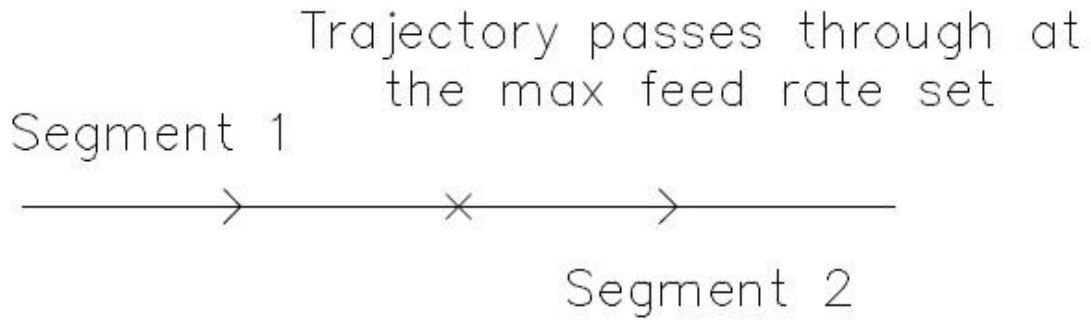 Trajectory passes through at
the max feed rate set
Segment 1
Segment 2